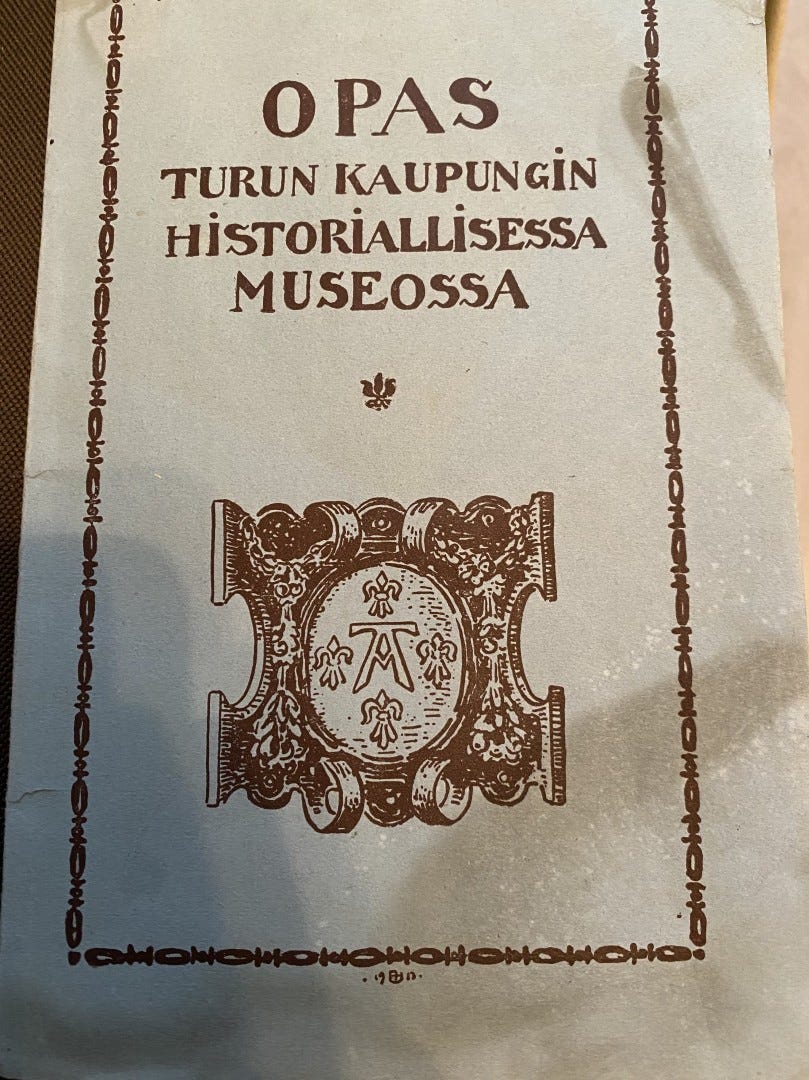 OPAS
TURUN KAUPUNGIN
HISTORIALLISESSA
MUSEOSSA